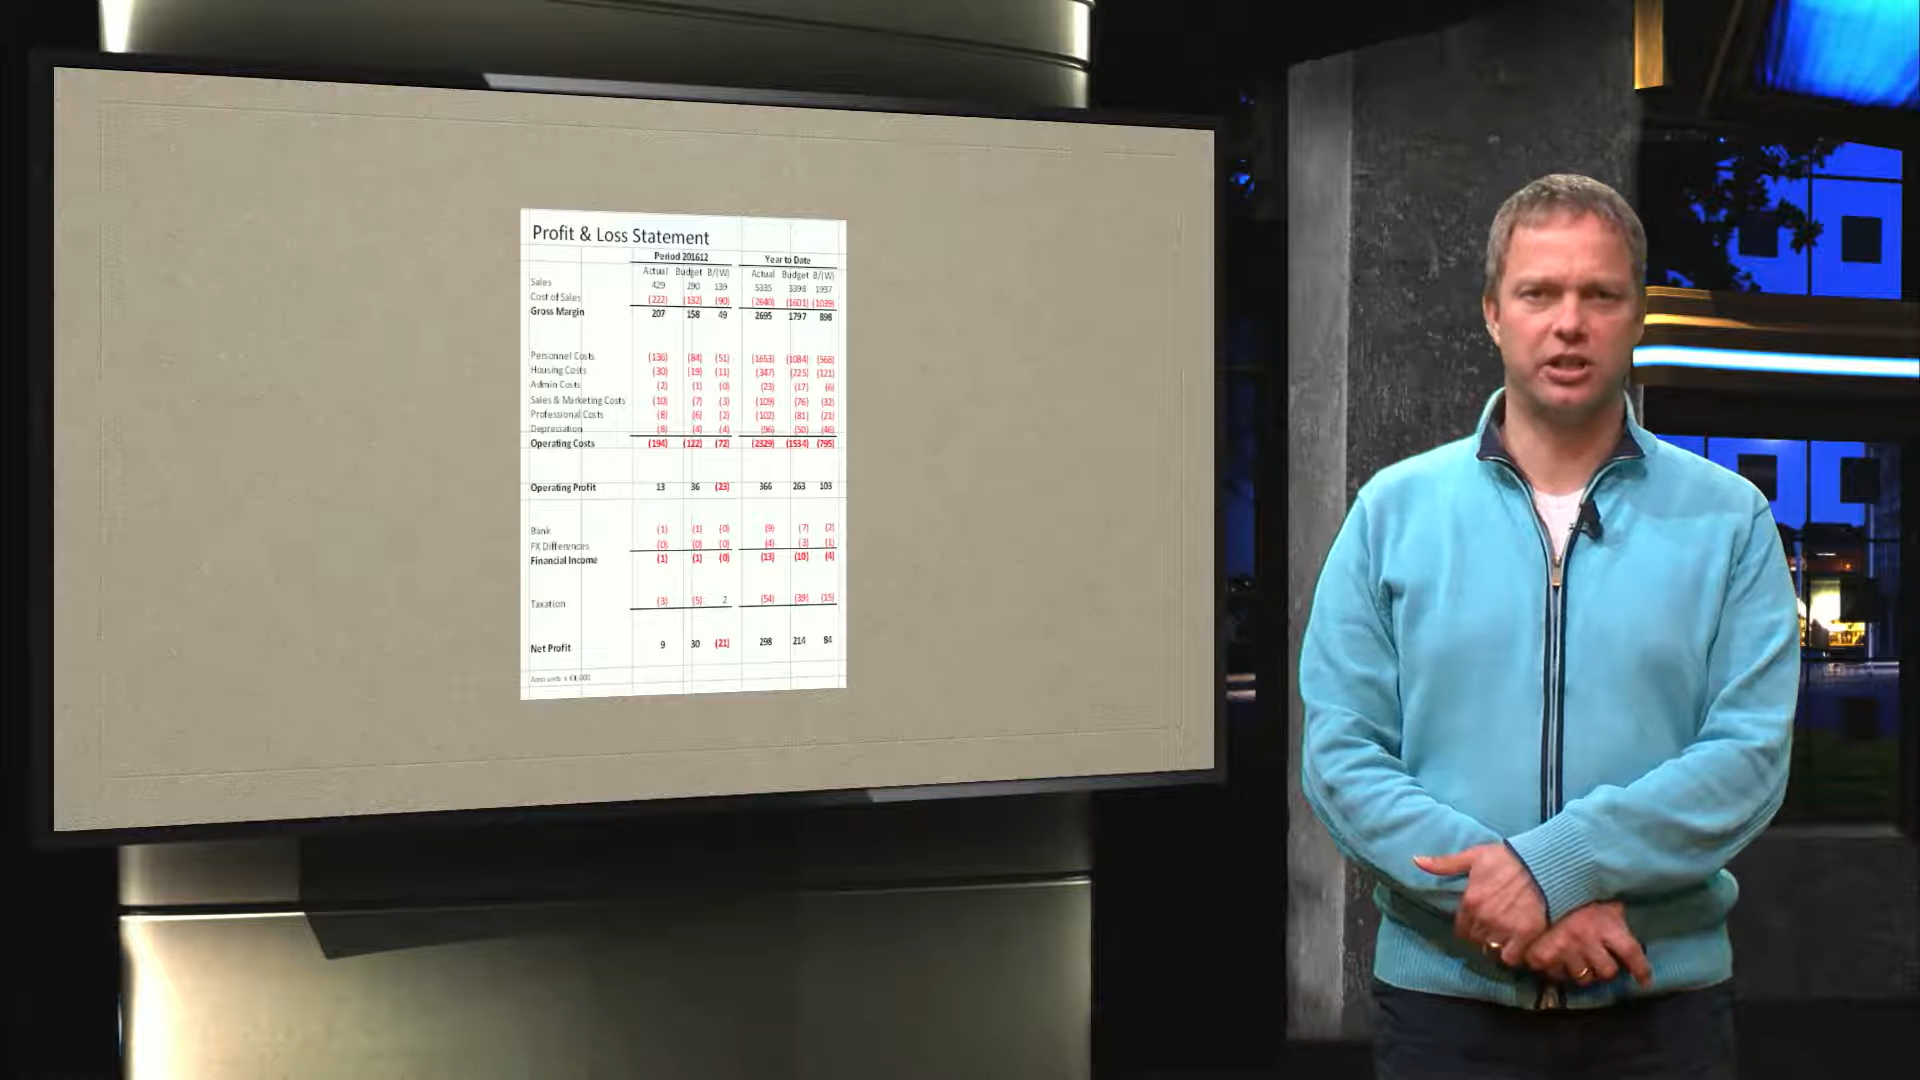 Profit & Loss Statement
Period 201612 Year to Date
Actual Budget B/(W) Actual Budget B/(W)
Sales 429 290 139 5335 3398 1937
Cost of Sales (222) (132) (90) (2640) (1601) (1039)
Gross Margin 207 158 49 2695 1797 898
Personnel Costs (136) (84) (51) (1653) (1084) (568)
Housing Costs (30) (19) (11) (347) (225) (121)
Admin Costs (2) (1) (0) (23) (17) (6)
Sales & Marketing Costs (10) (7) (3) (109) (76) (32)
Professional Costs (8) (6) (2) (102) (81) (21)
Depreciation (8) (4) (4) (96) (50) (46)
Operating Costs (194) (122) (72) (2329) (1534) (795)
Operating Profit 13 36 (23) 366 263 103
Bank (1) (1) (0) (9) (7) (2)
FX Differences (0) (0) (0) (4) (3) (1)
Financial Income (1) (1) (0) (13) (10) (4)
Taxation (3) (5) 2 (54) (39) (15)
Net Profit 9 30 (21) 298 214 84
Amounts x